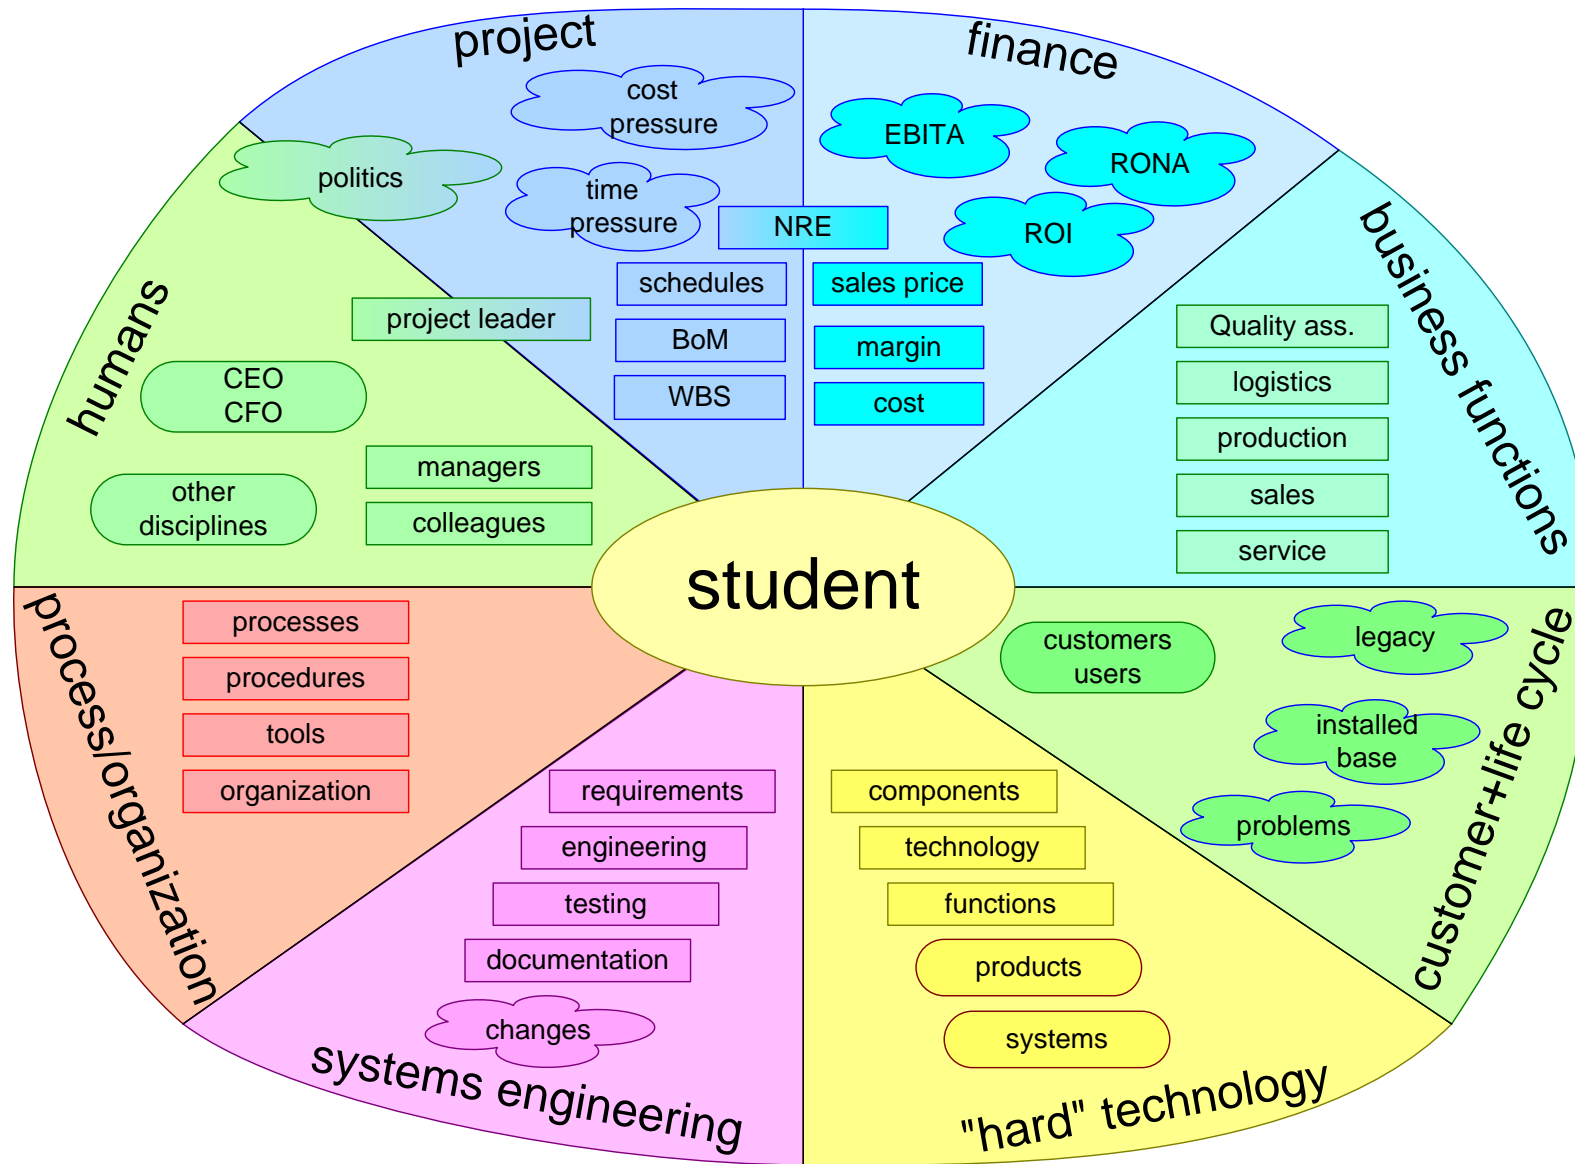 project
cost
pressure
politics
time
pressure
NRE
schedules
BoM
WBS
finance
EBITA
RONA
ROI
sales price
margin
cost
business functions
Quality ass.
logistics
production
sales
service
humans
project leader
CEO
CFO
managers
other
disciplines
colleagues
student
process/organization
processes
procedures
tools
organization
systems engineering
requirements
engineering
testing
documentation
changes
"hard" technology
components
technology
functions
products
systems
customer+life cycle
customers
users
legacy
installed
base
problems